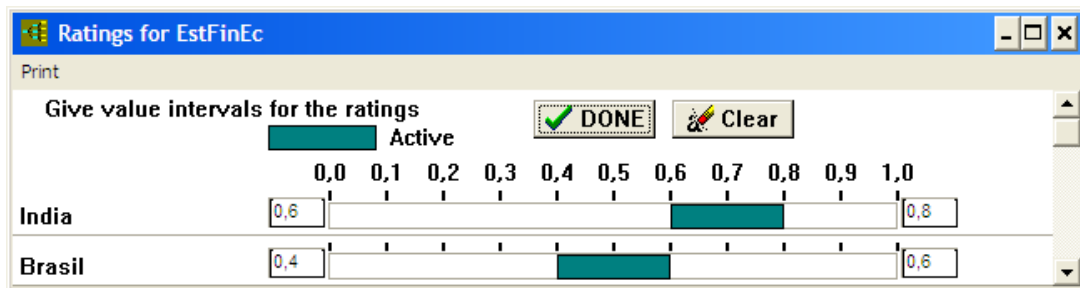 Ratings for EstFinEc
Print
Give value intervals for the ratings
DONE
Clear
Active
0,0 0,1 0,2 0,3 0,4 0,5 0,6 0,7 0,8 0,9 1,0
India 0,6 0,8
Brasil 0,4 0,6